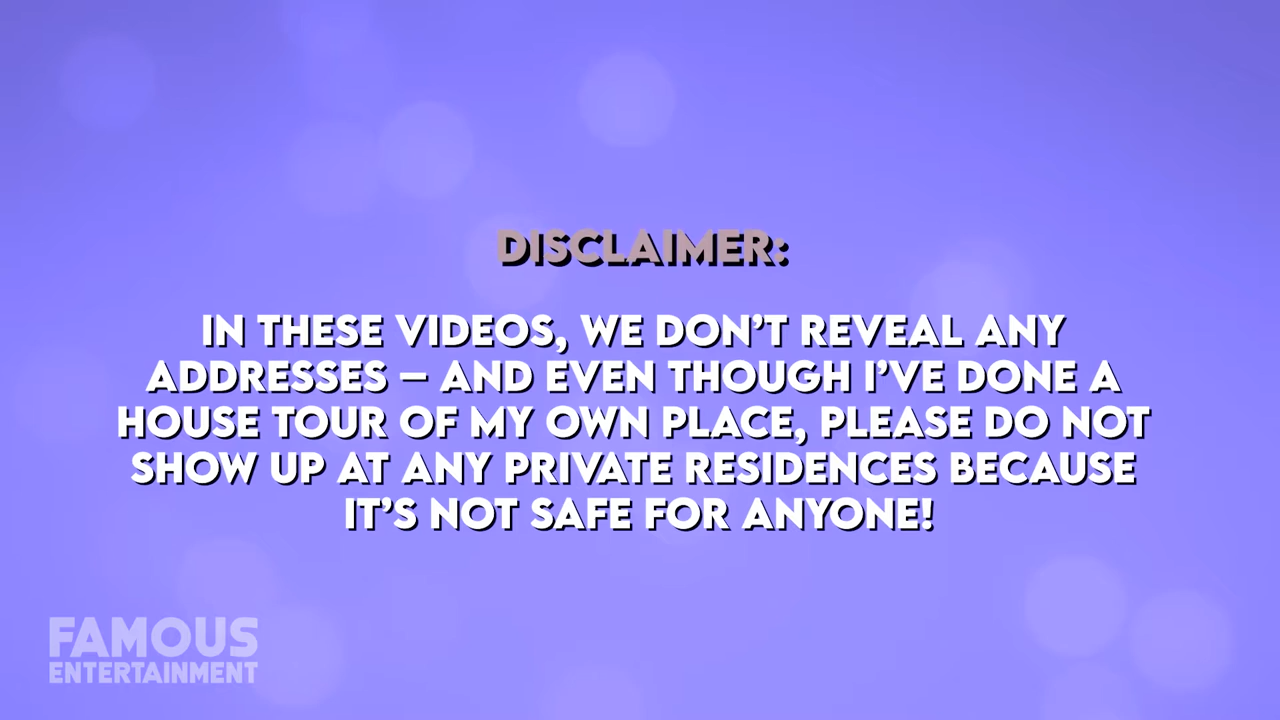 DISCLAIMER:
IN THESE VIDEOS, WE DON’T REVEAL ANY
ADDRESSES – AND EVEN THOUGH I’VE DONE A
HOUSE TOUR OF MY OWN PLACE, PLEASE DO NOT
SHOW UP AT ANY PRIVATE RESIDENCES BECAUSE
IT’S NOT SAFE FOR ANYONE!
FAMOUS
ENTERTAINMENT